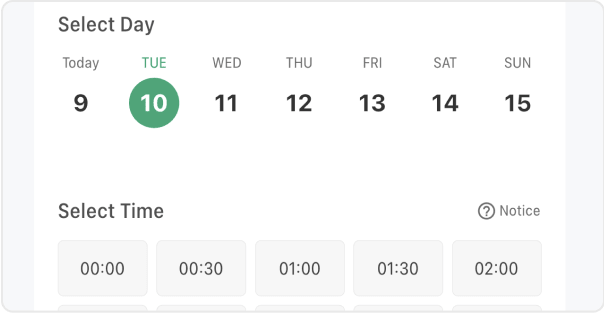 Select Day
Today TUE WED THU FRI SAT SUN
9 10 11 12 13 14 15
Select Time
Notice
00:00 00:30 01:00 01:30 02:00